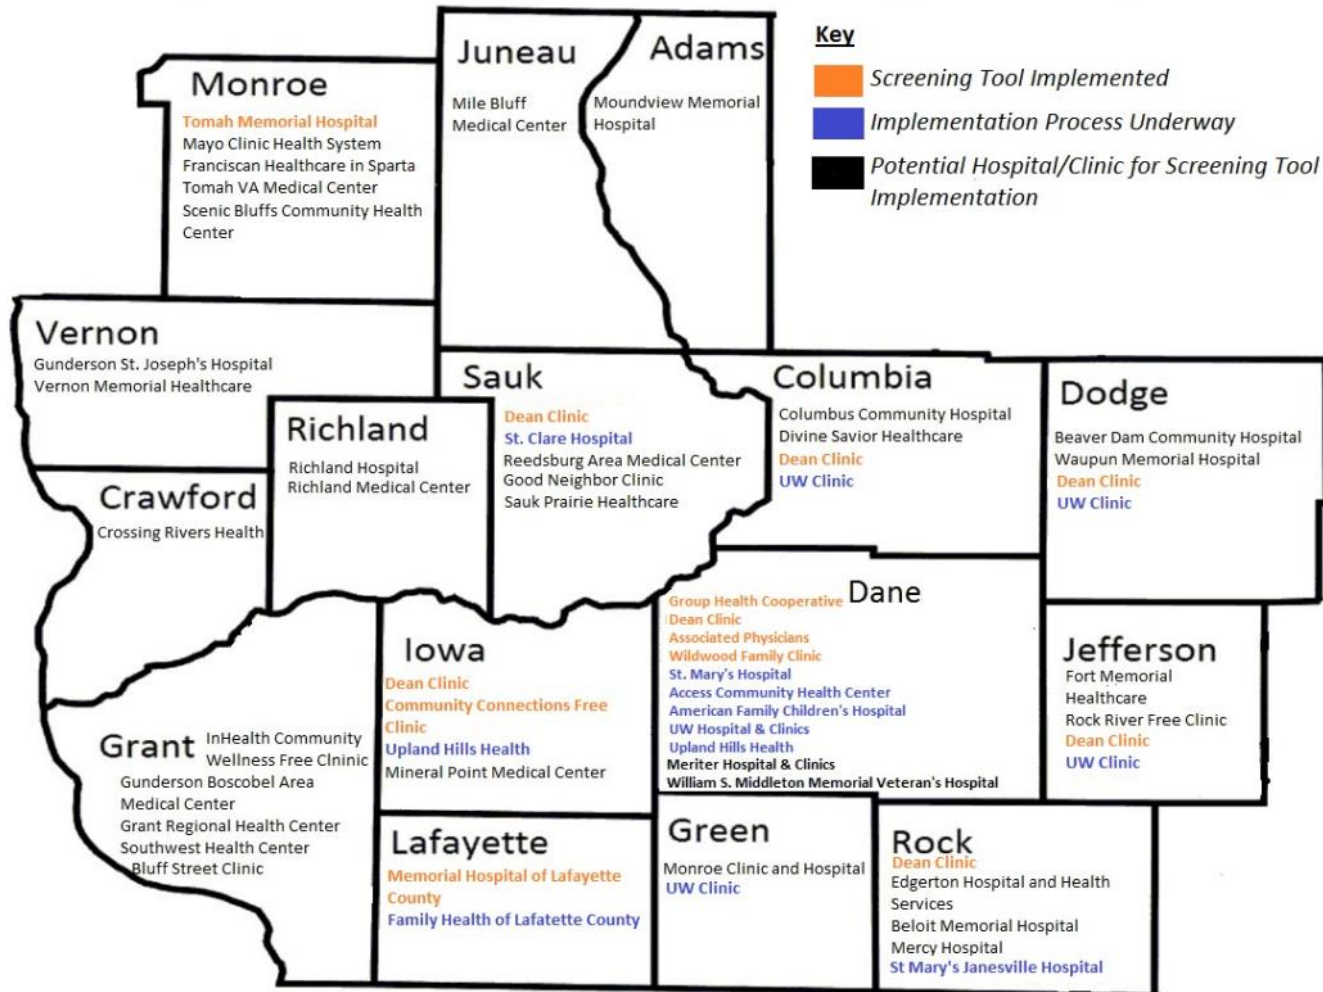 Key
Screening Tool Implemented
Implementation Process Underway
Potential Hospital/Clinic for Screening Tool
Implementation
Monroe
Tomah Memorial Hospital
Mayo Clinic Health System
Franciscan Healthcare in Sparta
Tomah VA Medical Center
Scenic Bluffs Community Health
Center
Juneau
Mile Bluff
Medical Center
Adams
Moundview Memorial
Hospital
Vernon
Gunderson St. Joseph's Hospital
Vernon Memorial Healthcare
Richland
Richland Hospital
Richland Medical Center
Sauk
Dean Clinic
St. Clare Hospital
Reedsburg Area Medical Center
Good Neighbor Clinic
Sauk Prairie Healthcare
Columbia
Columbus Community Hospital
Divine Savior Healthcare
Dean Clinic
UW Clinic
Dodge
Beaver Dam Community Hospital
Waupun Memorial Hospital
Dean Clinic
UW Clinic
Crawford
Crossing Rivers Health
Dane
Group Health Cooperative
Dean Clinic
Associated Physicians
Wildwood Family Clinic
St. Mary's Hospital
Access Community Health Center
American Family Children's Hospital
UW Hospital & Clinics
Upland Hills Health
Meriter Hospital & Clinics
William S. Middleton Memorial Veteran's Hospital
Iowa
Dean Clinic
Community Connections Free
Clinic
Upland Hills Health
Mineral Point Medical Center
Jefferson
Fort Memorial
Healthcare
Rock River Free Clinic
Dean Clinic
UW Clinic
Grant
InHealth Community
Wellness Free Clninic
Gunderson Boscobel Area
Medical Center
Grant Regional Health Center
Southwest Health Center
Bluff Street Clinic
Lafayette
Memorial Hospital of Lafayette
County
Family Health of Lafatette County
Green
Monroe Clinic and Hospital
UW Clinic
Rock
Dean Clinic
Edgerton Hospital and Health
Services
Beloit Memorial Hospital
Mercy Hospital
St Mary's Janesville Hospital